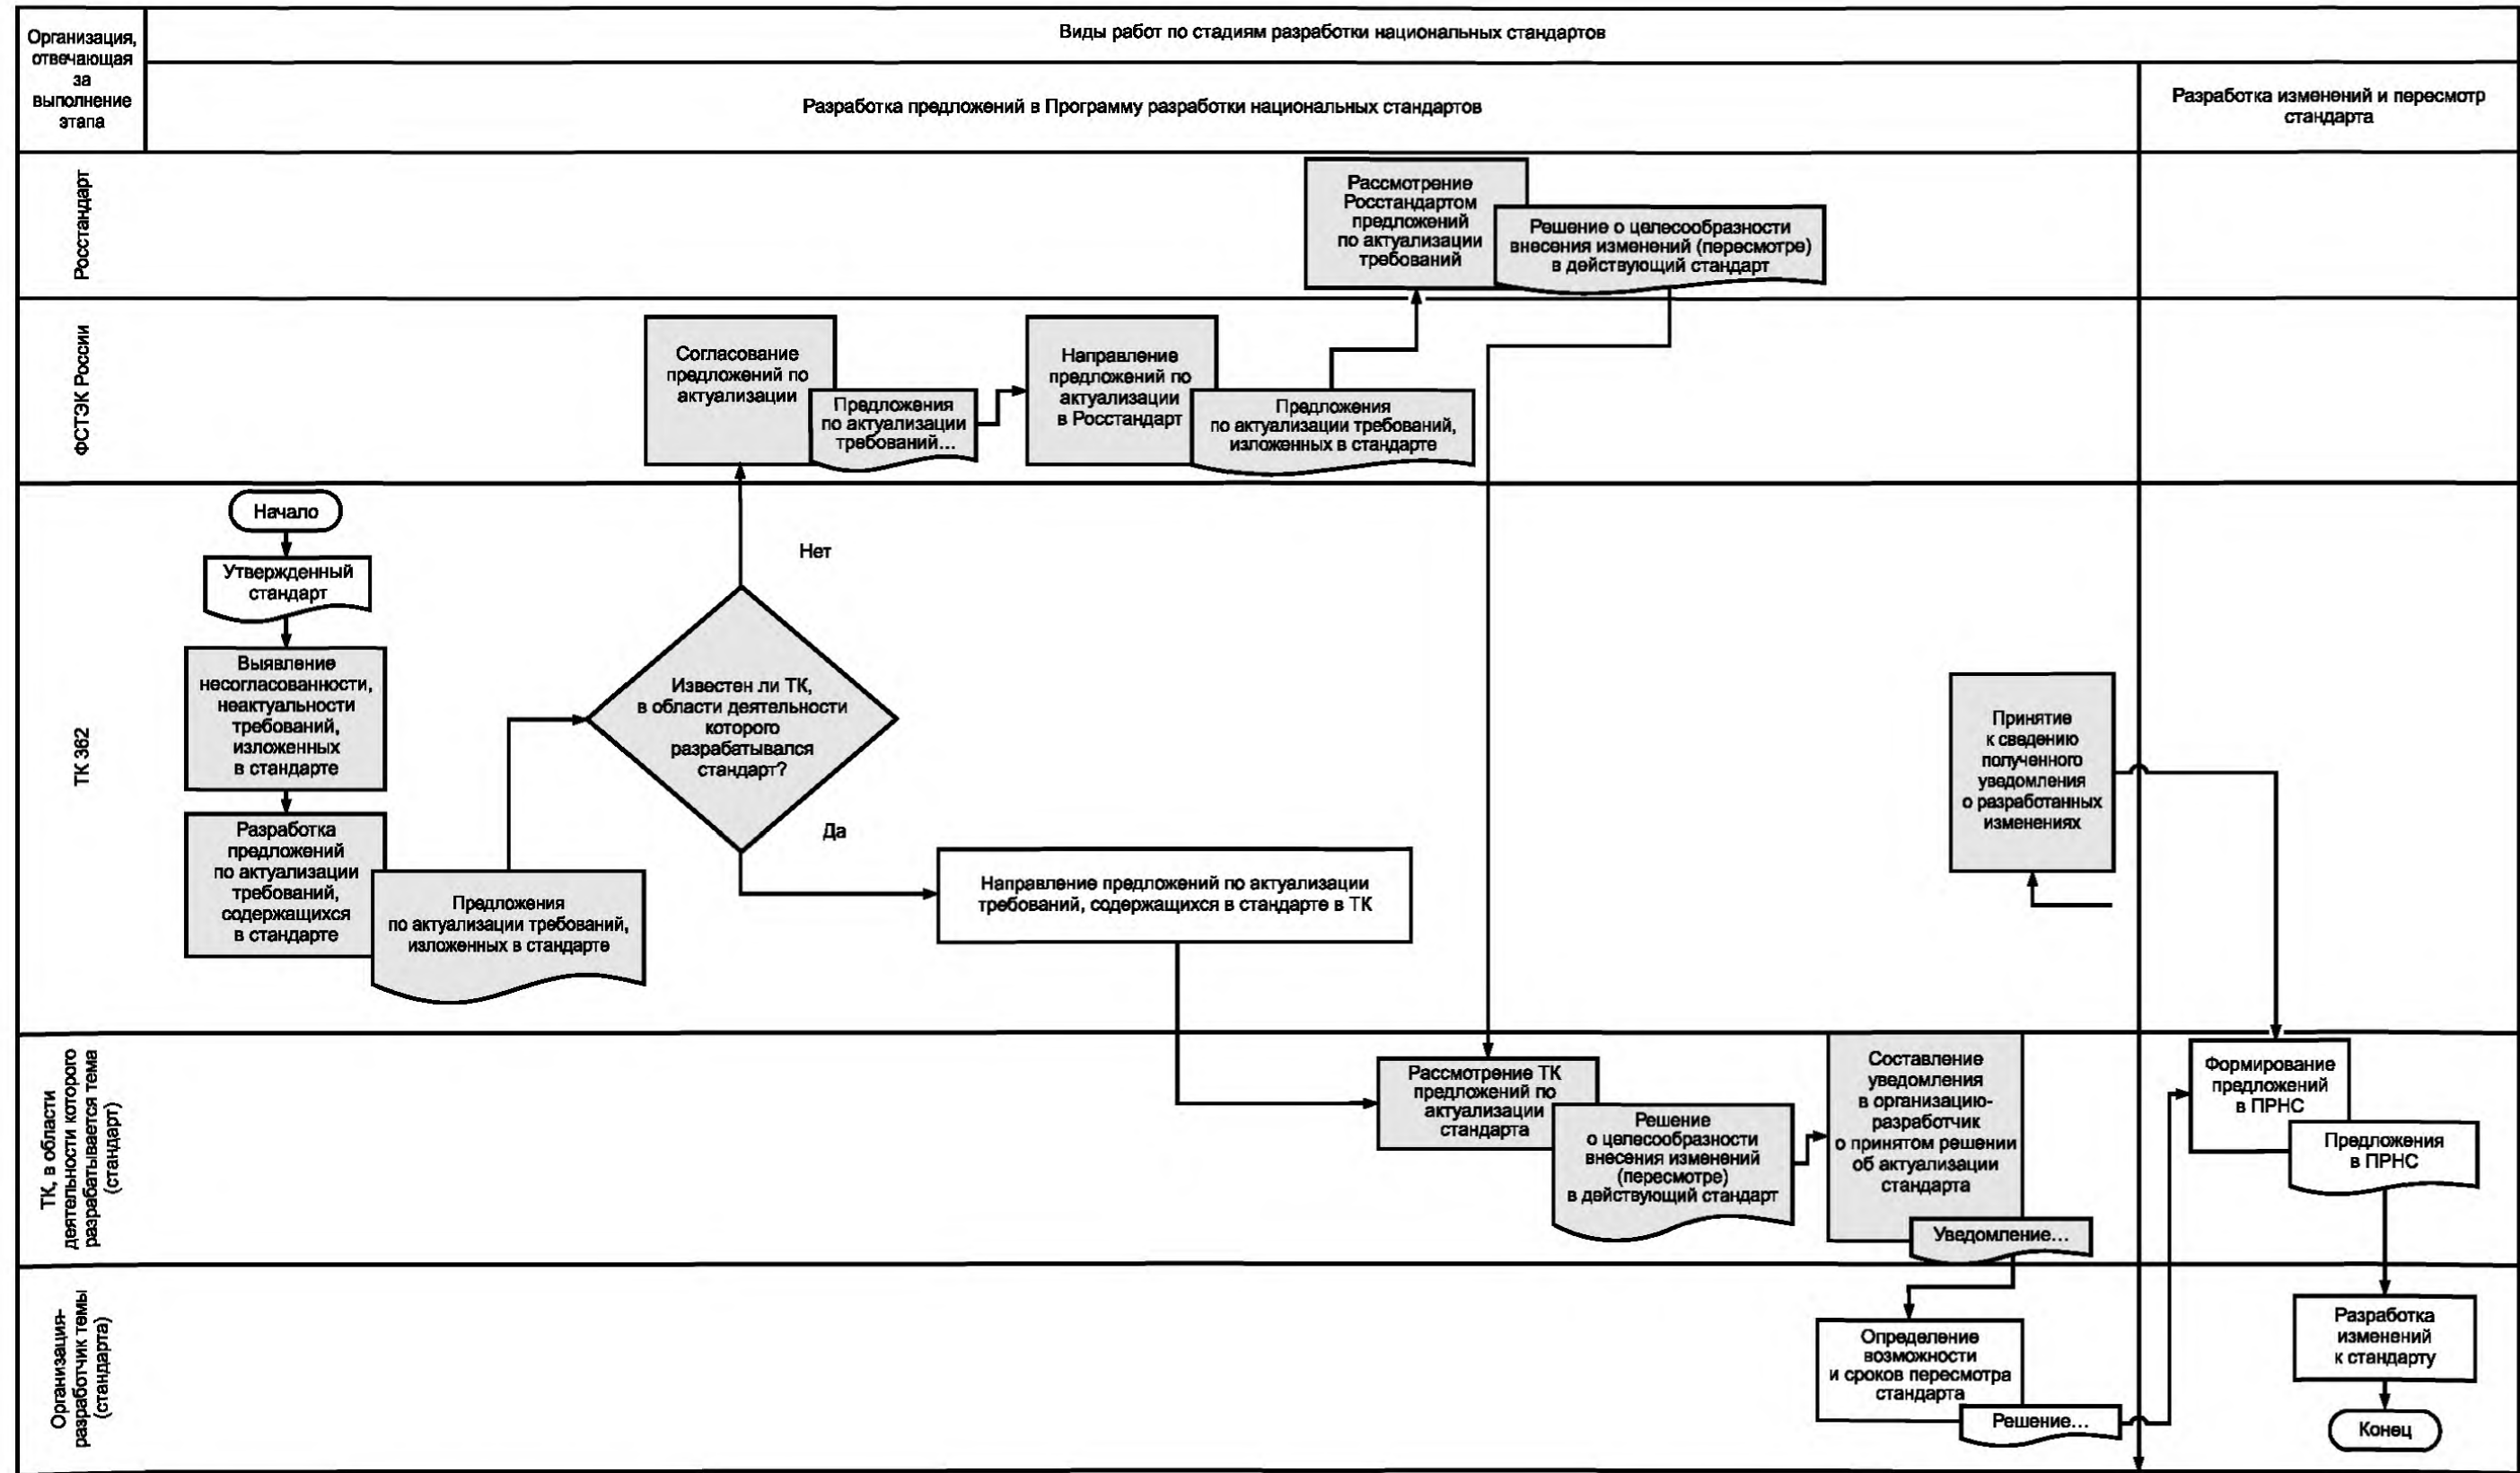 Организация,
отвечающая
за
выполнение
этапа
Виды работ по стадиям разработки национальных стандартов
Разработка предложений в Программу разработки национальных стандартов
Разработка изменений и пересмотр
стандарта
Росстандарт
Рассмотрение
Росстандартом
предложений
по актуализации
требований
Решение о целесообразности
внесения изменений (пересмотре)
в действующий стандарт
ФСТЭК России
Согласование
предложений по
актуализации
Предложения
по актуализации
требований...
Направление
предложений по
актуализации
в Росстандарт
Предложения
по актуализации требований,
изложенных в стандарте
ТК 362
Начало
Утвержденный
стандарт
Выявление
несогласованности,
неактуальности
требований,
изложенных
в стандарте
Разработка
предложений
по актуализации
требований,
содержащихся
в стандарте
Предложения
по актуализации требований,
изложенных в стандарте
Нет
Известен ли ТК,
в области деятельности
которого
разрабатывался
стандарт?
Да
Направление предложений по актуализации
требований, содержащихся в стандарте в ТК
Принятие
к сведению
полученного
уведомления
о разработанных
изменениях
ТК, в области
деятельности которого
разрабатывается тема
(стандарт)
Рассмотрение ТК
предложений по
актуализации
стандарта
Решение
о целесообразности
внесения изменений
(пересмотре)
в действующий стандарт
Составление
уведомления
в организацию-
разработчик
о принятом решении
об актуализации
стандарта
Уведомление...
Формирование
предложений
в ПРНС
Предложения
в ПРНС
Организация-
разработчик темы
(стандарта)
Определение
возможности
и сроков пересмотра
стандарта
Решение...
Разработка
изменений
к стандарту
Конец